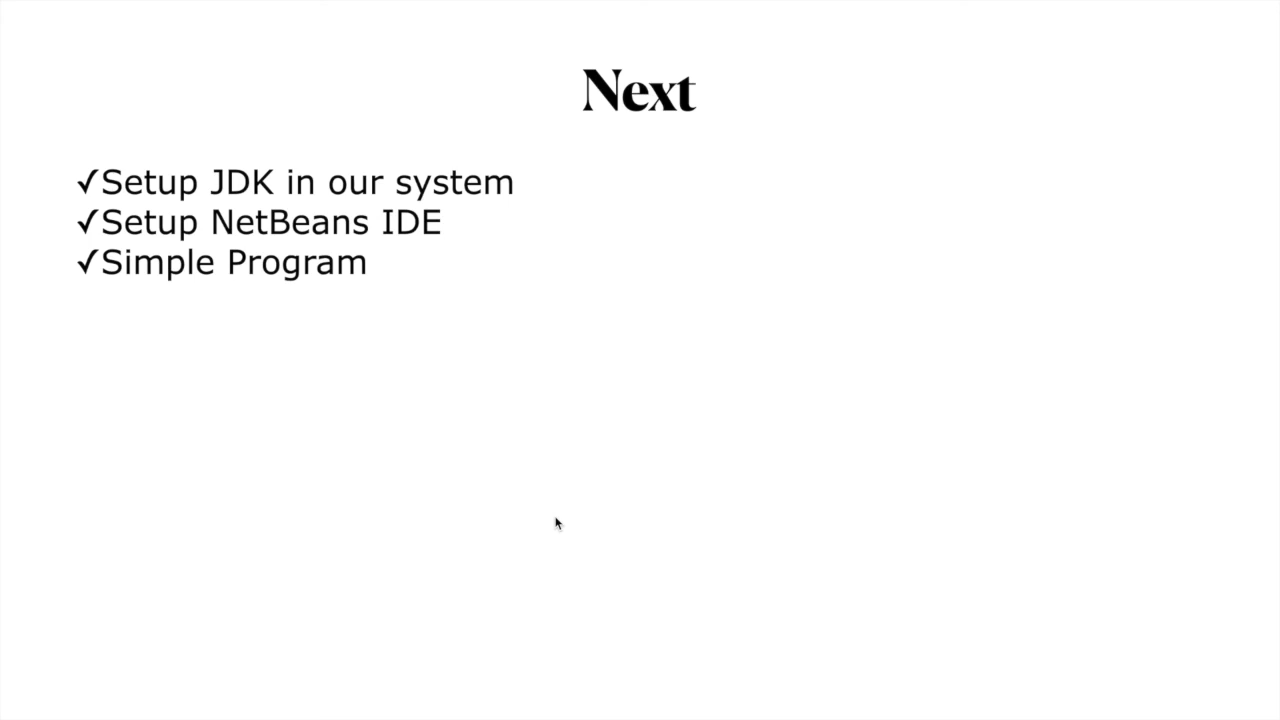 Next
✓Setup JDK in our system
✓Setup NetBeans IDE
✓Simple Program